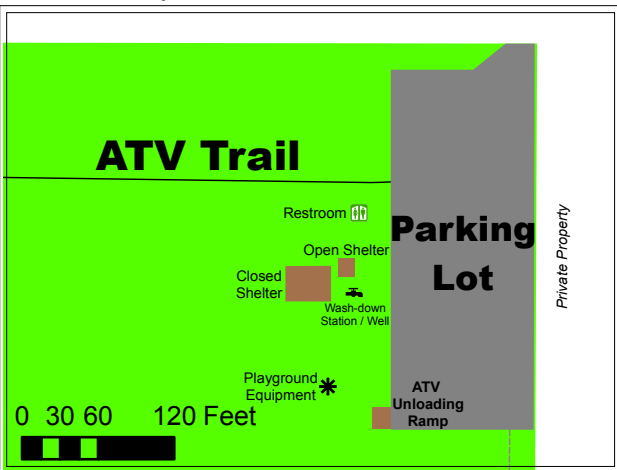 ATV Trail
Restroom
Parking
Lot
Private Property
Open Shelter
Closed
Shelter
Wash-down
Station / Well
Playground
Equipment
ATV
Unloading
Ramp
0 30 60 120 Feet